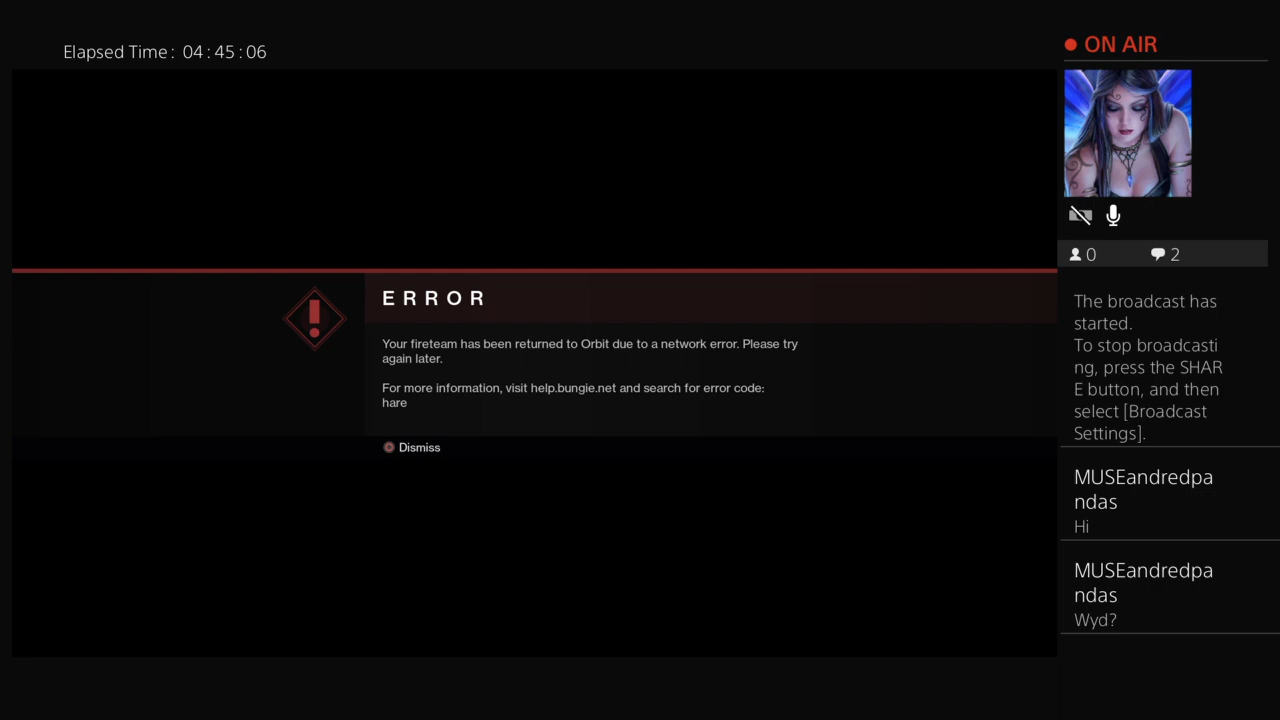 Elapsed Time: 04:45:06
ON AIR
0
2
ERROR
Your fireteam has been returned to Orbit due to a network error. Please try
again later.
For more information, visit help.bungie.net and search for error code:
hare
Dismiss
The broadcast has
started.
To stop broadcasti
ng, press the SHAR
E button, and then
select [Broadcast
Settings].
MUSEandredpa
ndas
Hi
MUSEandredpa
ndas
Wyd?